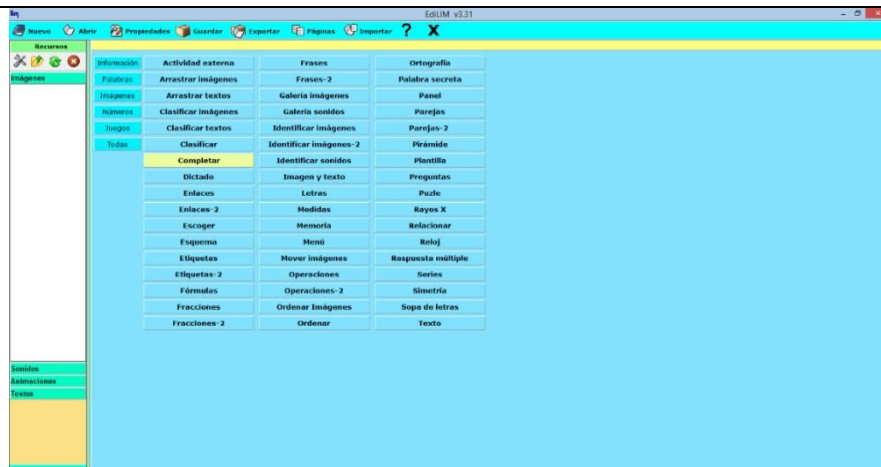 EdiLIM v3.31
Nuevo Abrir Propiedades Guardar Exportar Páginas Importar ? X
Recursos
Imágenes
Sonidos
Animaciones
Textos
Información
Palabras
Imágenes
Números
Juegos
Todas
Actividad externa
Arrastrar imágenes
Arrastrar textos
Clasificar imágenes
Clasificar textos
Clasificar
Completar
Dictado
Enlaces
Enlaces-2
Escoger
Esquema
Etiquetas
Etiquetas-2
Fórmulas
Fracciones
Fracciones-2
Frases
Frases-2
Galería imágenes
Galería sonidos
Identificar imágenes
Identificar imágenes-2
Identificar sonidos
Imagen y texto
Letras
Medidas
Memoria
Menú
Mover imágenes
Operaciones
Operaciones-2
Ordenar Imágenes
Ordenar
Ortografía
Palabra secreta
Panel
Parejas
Parejas-2
Pirámide
Plantilla
Preguntas
Puzle
Rayos X
Relacionar
Reloj
Respuesta múltiple
Series
Simetría
Sopa de letras
Texto